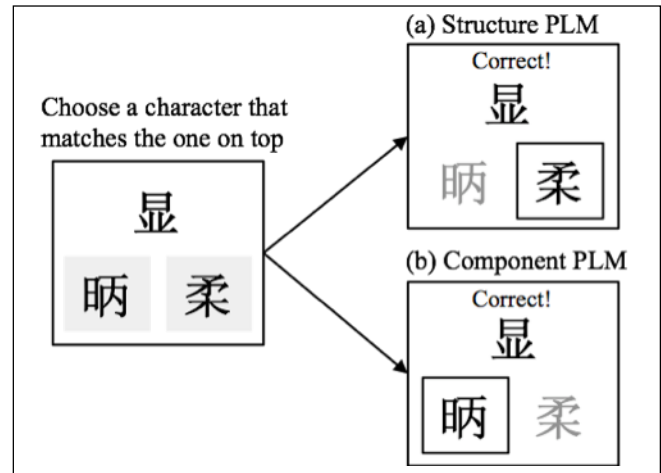 Choose a character that
matches the one on top
显
昞 柔
(a) Structure PLM
Correct!
显
昞 柔
(b) Component PLM
Correct!
显
昞 柔